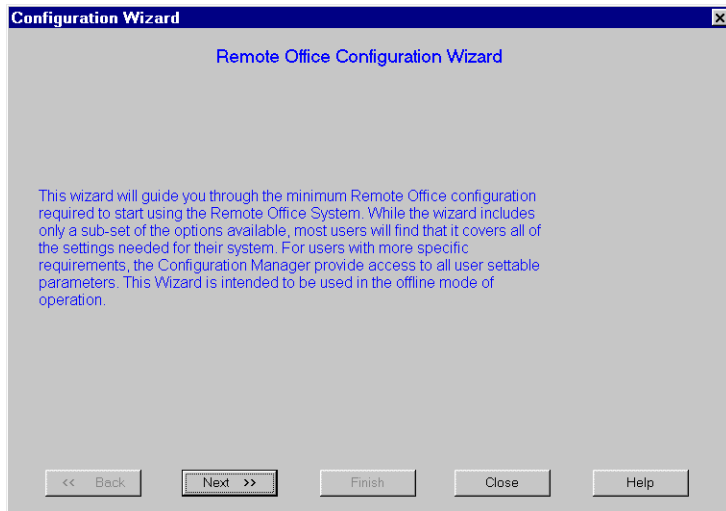 Configuration Wizard
Remote Office Configuration Wizard
This wizard will guide you through the minimum Remote Office configuration
required to start using the Remote Office System. While the wizard includes
only a sub-set of the options available, most users will find that it covers all of
the settings needed for their system. For users with more specific
requirements, the Configuration Manager provide access to all user settable
parameters. This Wizard is intended to be used in the offline mode of
operation.
<< Back Next >> Finish Close Help